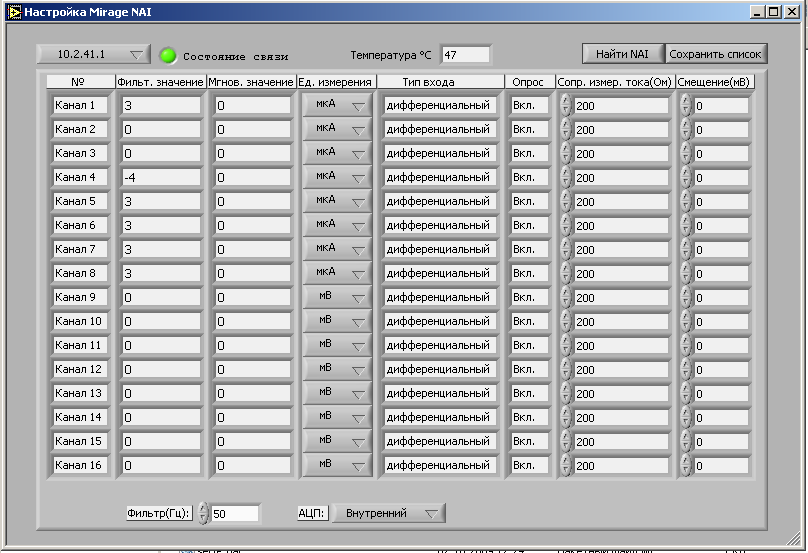 Настройка Mirage NAI
10.2.41.1 Состояние связи Температура °C 47 Найти NAI Сохранить список
№ Фильт. значение Мгнов. значение Ед. измерения Тип входа Опрос Сопр. измер. тока(Ом) Смещение(мВ)
Канал 1 3 0 мкА дифференциальный Вкл. 200 0
Канал 2 0 0 мкА дифференциальный Вкл. 200 0
Канал 3 0 0 мкА дифференциальный Вкл. 200 0
Канал 4 -4 0 мкА дифференциальный Вкл. 200 0
Канал 5 3 0 мкА дифференциальный Вкл. 200 0
Канал 6 3 0 мкА дифференциальный Вкл. 200 0
Канал 7 3 0 мкА дифференциальный Вкл. 200 0
Канал 8 3 0 мкА дифференциальный Вкл. 200 0
Канал 9 0 0 мВ дифференциальный Вкл. 200 0
Канал 10 0 0 мВ дифференциальный Вкл. 200 0
Канал 11 0 0 мВ дифференциальный Вкл. 200 0
Канал 12 0 0 мВ дифференциальный Вкл. 200 0
Канал 13 0 0 мВ дифференциальный Вкл. 200 0
Канал 14 0 0 мВ дифференциальный Вкл. 200 0
Канал 15 0 0 мВ дифференциальный Вкл. 200 0
Канал 16 0 0 мВ дифференциальный Вкл. 200 0
Фильтр(Гц): 50 АЦП: Внутренний